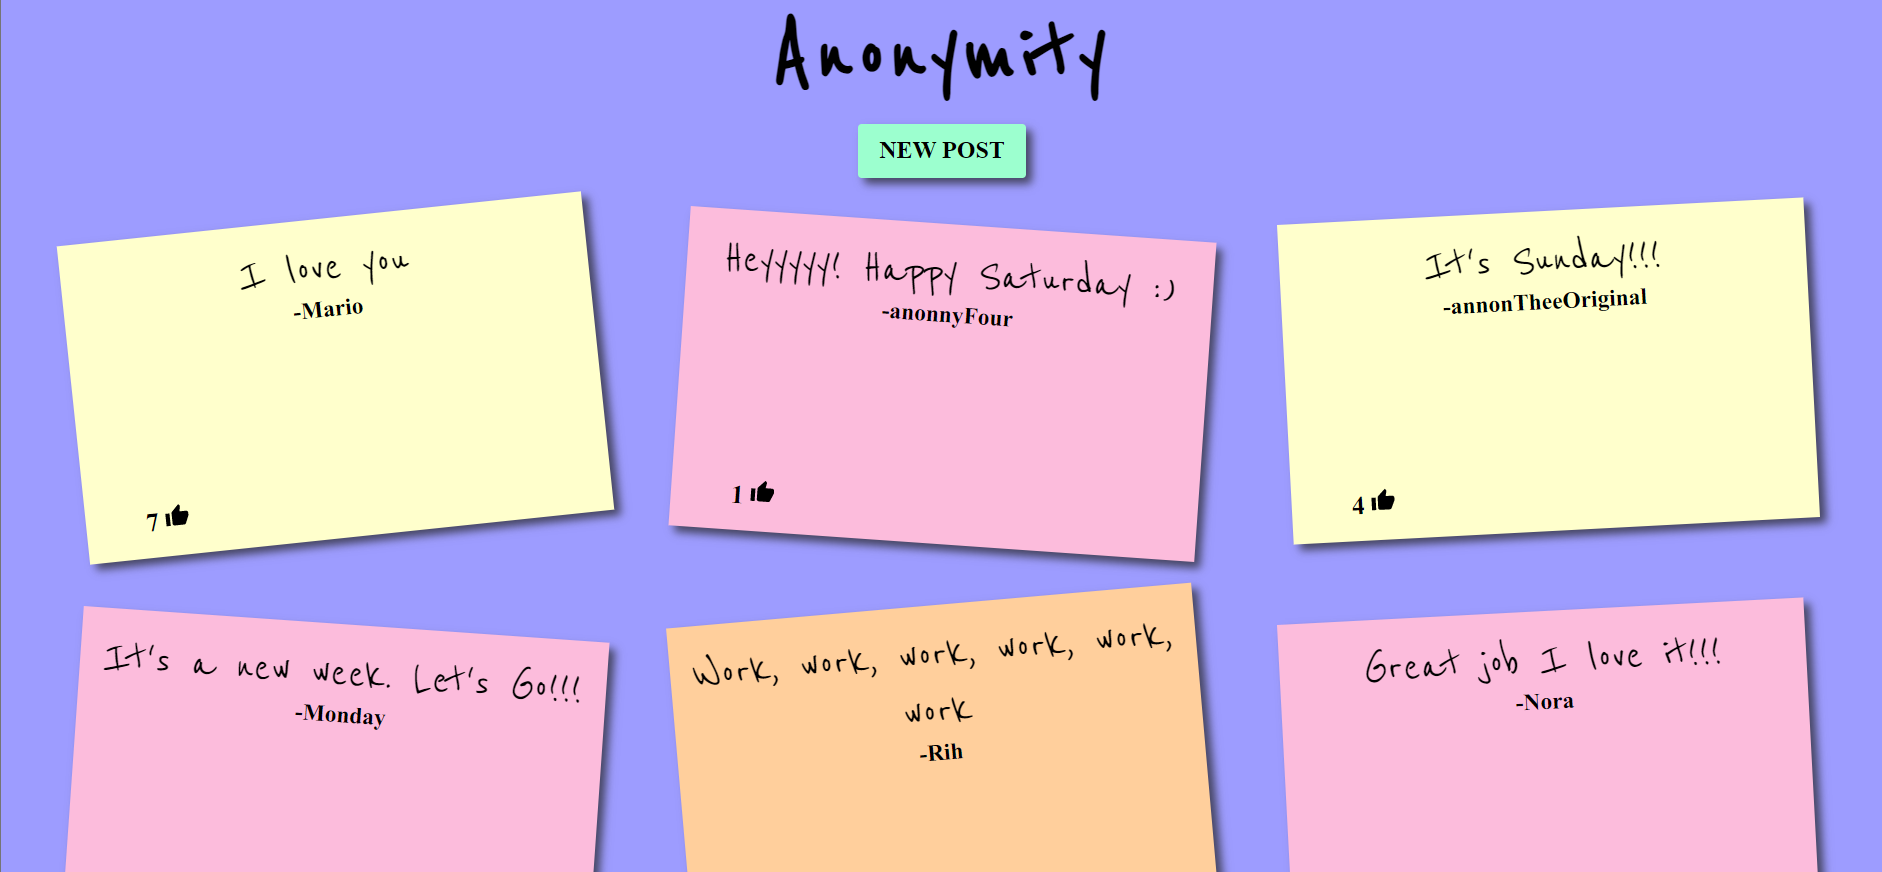 Anonymity
NEW POST
I love you
-Mario
7
Heyyyyy! Happy Saturday :)
-anonnyFour
1
It's Sunday!!!
-annonTheeOriginal
4
It's a new week. Let's Go!!!
-Monday
Work, work, work, work, work,
work
-Rih
Great job I love it!!!
-Nora